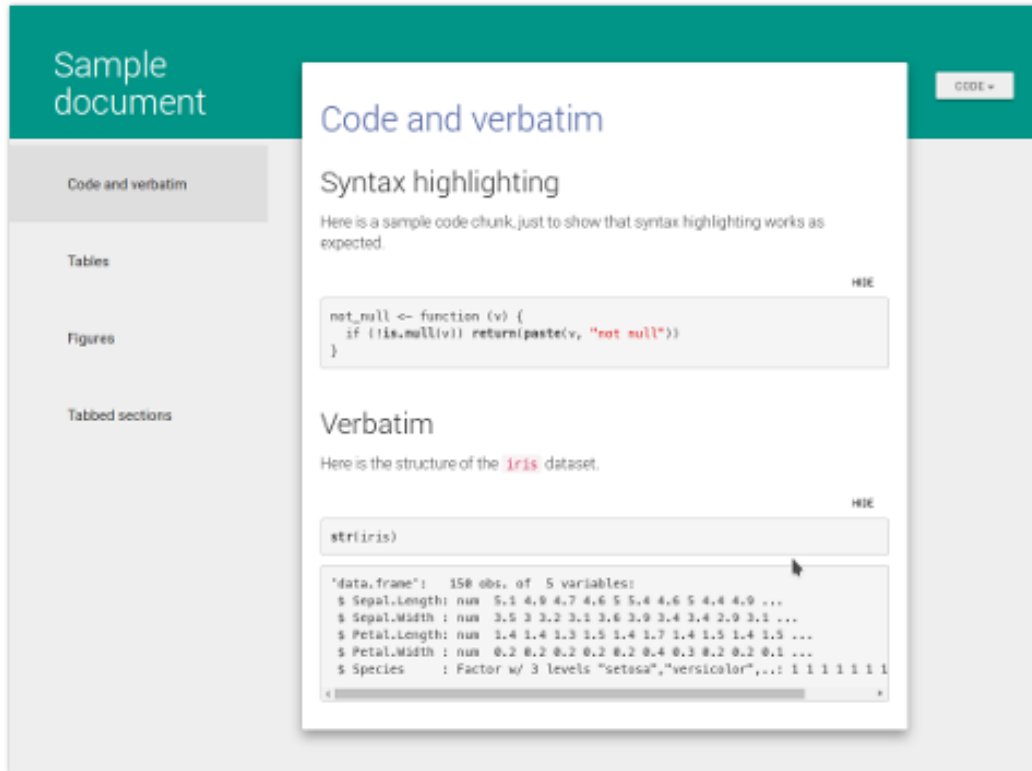 Sample
document
CODE
Code and verbatim
Tables
Figures
Tabbed sections
Code and verbatim
Syntax highlighting
Here is a sample code chunk, just to show that syntax highlighting works as
expected.
HIDE
not_null <- function (v) {
  if (!is.null(v)) return(paste(v, "not null"))
}
Verbatim
Here is the structure of the iris dataset.
HIDE
str(iris)
'data.frame':   150 obs. of  5 variables:
 $ Sepal.Length: num  5.1 4.9 4.7 4.6 5 5.4 4.6 5 4.4 4.9 ...
 $ Sepal.Width : num  3.5 3 3.2 3.1 3.6 3.9 3.4 3.4 2.9 3.1 ...
 $ Petal.Length: num  1.4 1.4 1.3 1.5 1.4 1.7 1.4 1.5 1.4 1.5 ...
 $ Petal.Width : num  0.2 0.2 0.2 0.2 0.2 0.4 0.3 0.2 0.2 0.1 ...
 $ Species     : Factor w/ 3 levels "setosa","versicolor",..: 1 1 1 1 1 1 1